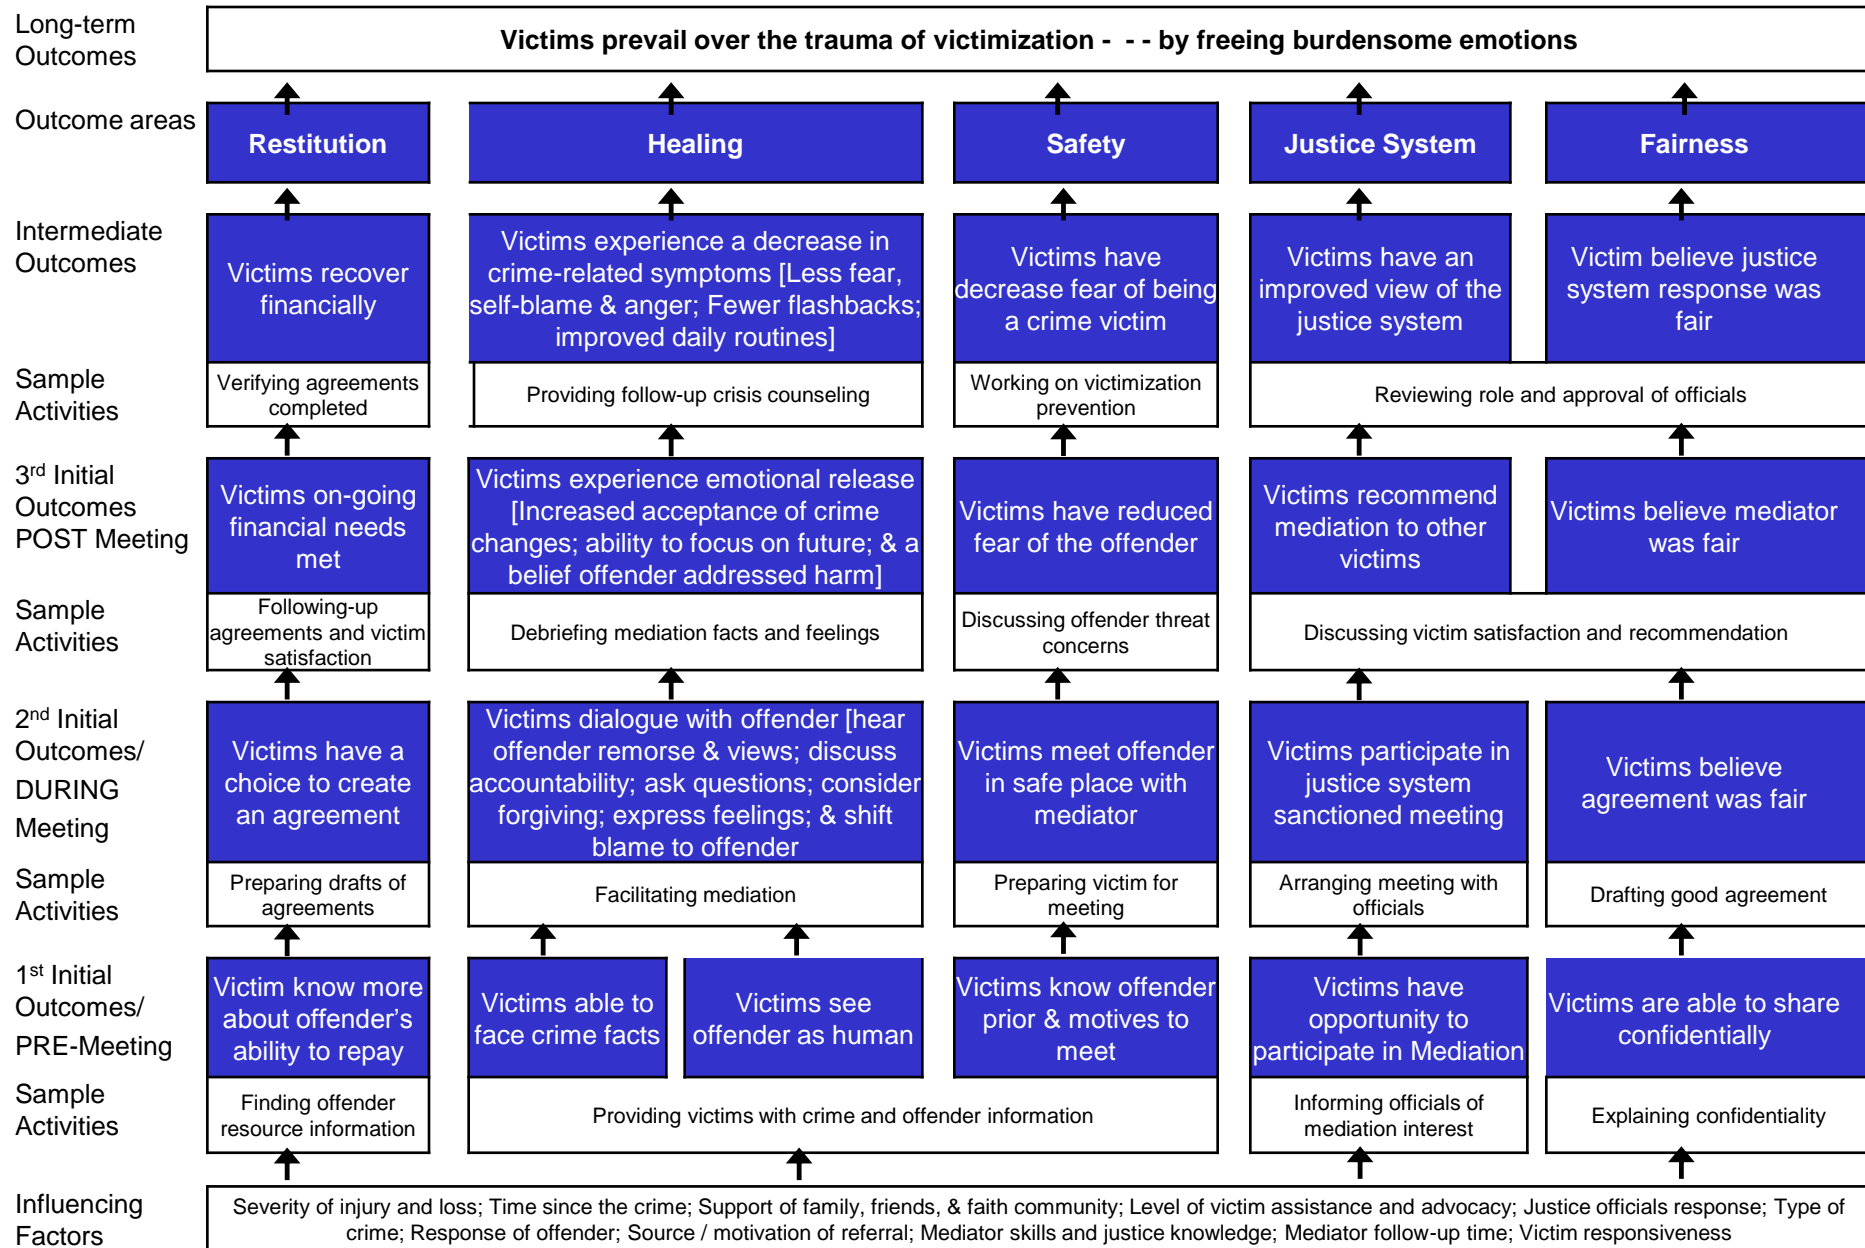 Long-term
Outcomes
Victims prevail over the trauma of victimization - - - by freeing burdensome emotions
Outcome areas
Restitution
Healing
Safety
Justice System
Fairness
Intermediate
Outcomes
Victims recover
financially
Victims experience a decrease in
crime-related symptoms [Less fear,
self-blame & anger; Fewer flashbacks;
improved daily routines]
Victims have
decrease fear of being
a crime victim
Victims have an
improved view of the
justice system
Victim believe justice
system response was
fair
Sample
Activities
Verifying agreements
completed
Providing follow-up crisis counseling
Working on victimization
prevention
Reviewing role and approval of officials
3rd Initial
Outcomes
POST Meeting
Victims on-going
financial needs
met
Victims experience emotional release
[Increased acceptance of crime
changes; ability to focus on future; & a
belief offender addressed harm]
Victims have reduced
fear of the offender
Victims recommend
mediation to other
victims
Victims believe mediator
was fair
Sample
Activities
Following-up
agreements and victim
satisfaction
Debriefing mediation facts and feelings
Discussing offender threat
concerns
Discussing victim satisfaction and recommendation
2nd Initial
Outcomes/
DURING
Meeting
Victims have a
choice to create
an agreement
Victims dialogue with offender [hear
offender remorse & views; discuss
accountability; ask questions; consider
forgiving; express feelings; & shift
blame to offender
Victims meet offender
in safe place with
mediator
Victims participate in
justice system
sanctioned meeting
Victims believe
agreement was fair
Sample
Activities
Preparing drafts of
agreements
Facilitating mediation
Preparing victim for
meeting
Arranging meeting with
officials
Drafting good agreement
1st Initial
Outcomes/
PRE-Meeting
Victim know more
about offender’s
ability to repay
Victims able to
face crime facts
Victims see
offender as human
Victims know offender
prior & motives to
meet
Victims have
opportunity to
participate in Mediation
Victims are able to share
confidentially
Sample
Activities
Finding offender
resource information
Providing victims with crime and offender information
Informing officials of
mediation interest
Explaining confidentiality
Influencing
Factors
Severity of injury and loss; Time since the crime; Support of family, friends, & faith community; Level of victim assistance and advocacy; Justice officials response; Type of
crime; Response of offender; Source / motivation of referral; Mediator skills and justice knowledge; Mediator follow-up time; Victim responsiveness